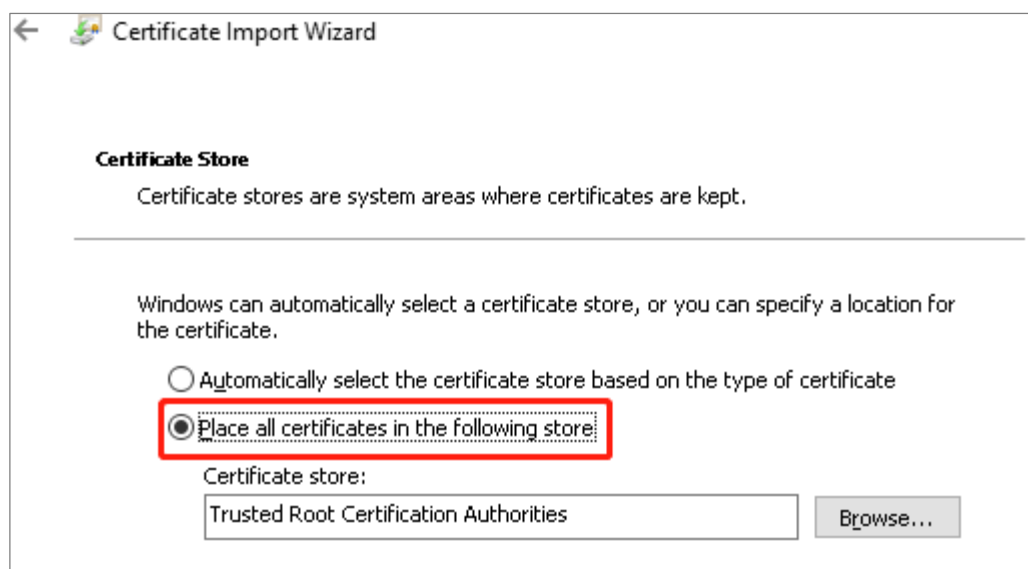 Certificate Import Wizard
Certificate Store
Certificate stores are system areas where certificates are kept.
Windows can automatically select a certificate store, or you can specify a location for
the certificate.
Automatically select the certificate store based on the type of certificate
Place all certificates in the following store
Certificate store:
Trusted Root Certification Authorities
Browse...